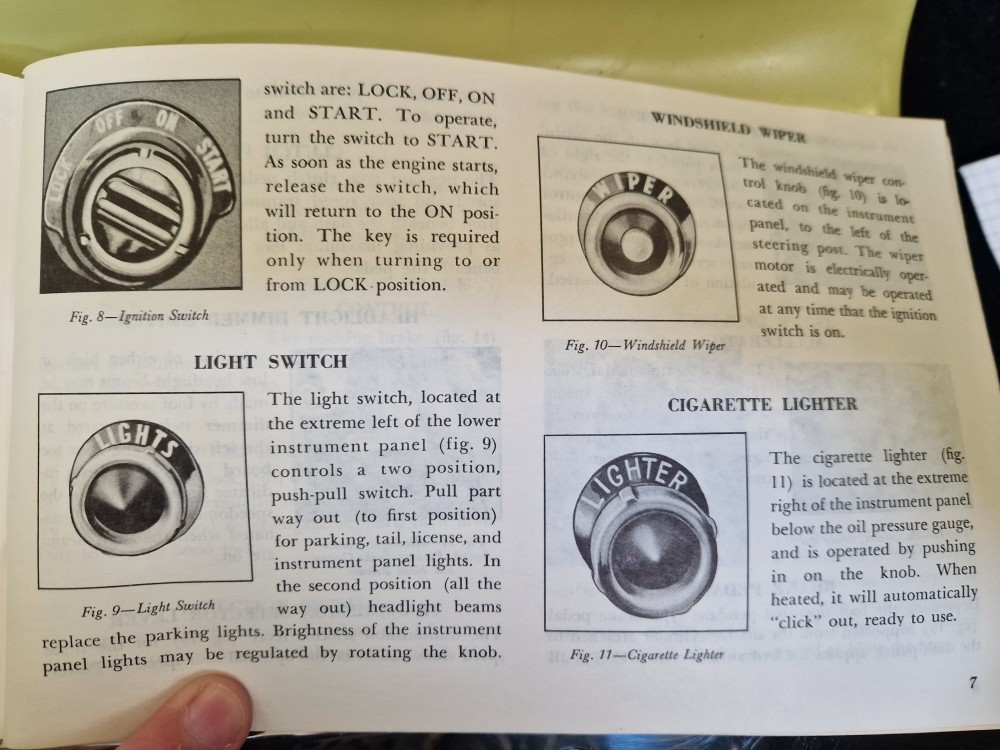 LOCK OFF ON START
Fig. 8—Ignition Switch
switch are: LOCK, OFF, ON
and START. To operate,
turn the switch to START.
As soon as the engine starts,
release the switch, which
will return to the ON posi-
tion. The key is required
only when turning to or
from LOCK position.
LIGHT SWITCH
LIGHTS
Fig. 9—Light Switch
The light switch, located at
the extreme left of the lower
instrument panel (fig. 9)
controls a two position,
push-pull switch. Pull part
way out (to first position)
for parking, tail, license, and
instrument panel lights. In
the second position (all the
way out) headlight beams
replace the parking lights. Brightness of the instrument
panel lights may be regulated by rotating the knob.
WINDSHIELD WIPER
WIPER
Fig. 10—Windshield Wiper
The windshield wiper con-
trol knob (fig. 10) is lo-
cated on the instrument
panel, to the left of the
steering post. The wiper
motor is electrically oper-
ated and may be operated
at any time that the ignition
switch is on.
CIGARETTE LIGHTER
LIGHTER
Fig. 11—Cigarette Lighter
The cigarette lighter (fig.
11) is located at the extreme
right of the instrument panel
below the oil pressure gauge,
and is operated by pushing
in on the knob. When
heated, it will automatically
"click" out, ready to use.
7